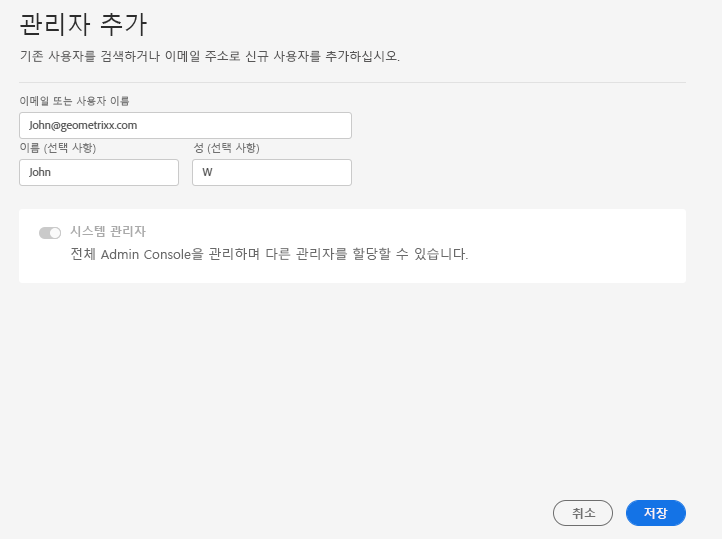 관리자 추가
기존 사용자를 검색하거나 이메일 주소로 신규 사용자를 추가하십시오.
이메일 또는 사용자 이름
John@geometrixx.com
이름 (선택 사항) 성 (선택 사항)
John W
시스템 관리자
전체 Admin Console을 관리하며 다른 관리자를 할당할 수 있습니다.
취소 저장